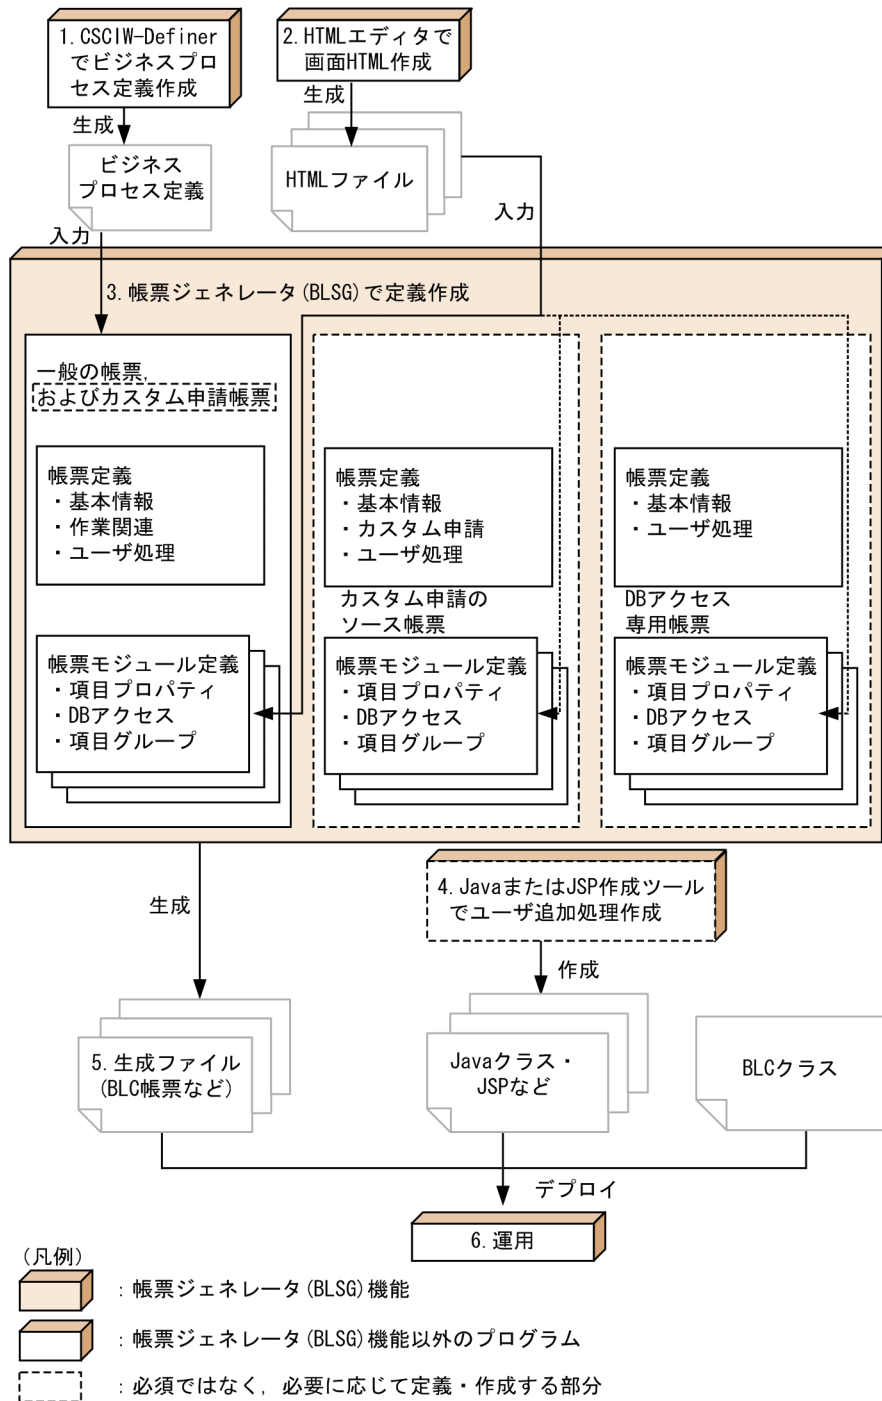 1. CSCIW-Definer
でビジネスプロ
セス定義作成
2. HTMLエディタで
画面HTML作成
生成
生成
ビジネス
プロセス定義
HTMLファイル
入力
入力
3. 帳票ジェネレータ(BLSG)で定義作成
一般の帳票,
およびカスタム申請帳票
帳票定義
・基本情報
・作業関連
・ユーザ処理
帳票モジュール定義
・項目プロパティ
・DBアクセス
・項目グループ
帳票定義
・基本情報
・カスタム申請
・ユーザ処理
カスタム申請の
ソース帳票
帳票モジュール定義
・項目プロパティ
・DBアクセス
・項目グループ
帳票定義
・基本情報
・ユーザ処理
DBアクセス
専用帳票
帳票モジュール定義
・項目プロパティ
・DBアクセス
・項目グループ
生成
4. JavaまたはJSP作成ツール
でユーザ追加処理作成
作成
5. 生成ファイル
(BLC帳票など)
Javaクラス・
JSPなど
BLCクラス
デプロイ
6. 運用
(凡例)
：帳票ジェネレータ(BLSG)機能
：帳票ジェネレータ(BLSG)機能以外のプログラム
：必須ではなく，必要に応じて定義・作成する部分